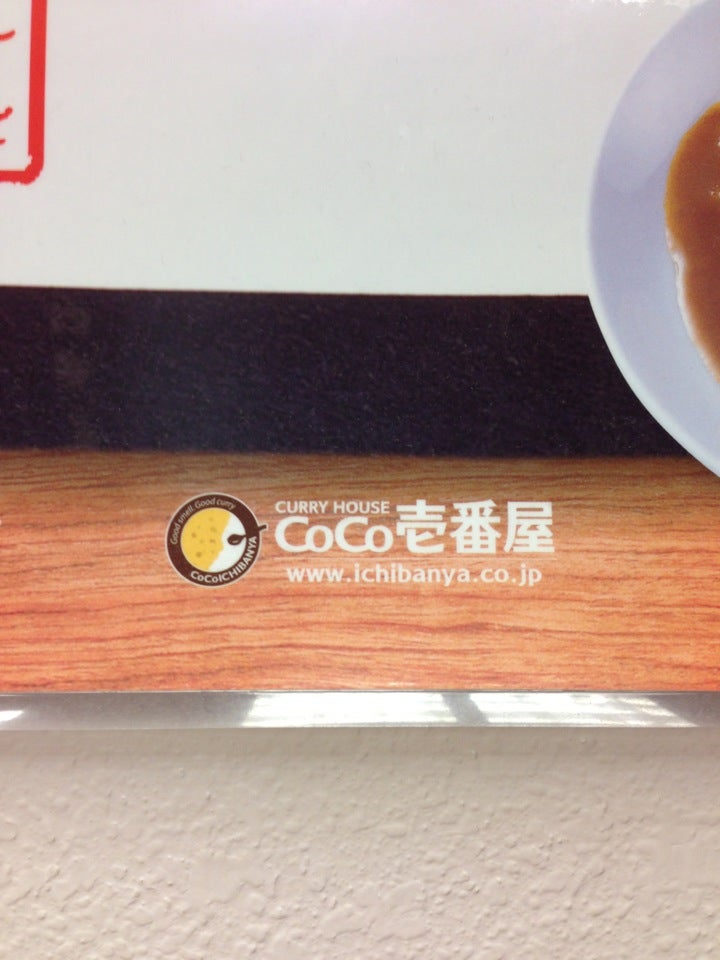 Good smell. Good curry
CoCoICHIBANYA
CURRY HOUSE
CoCo壱番屋
www.ichibanya.co.jp